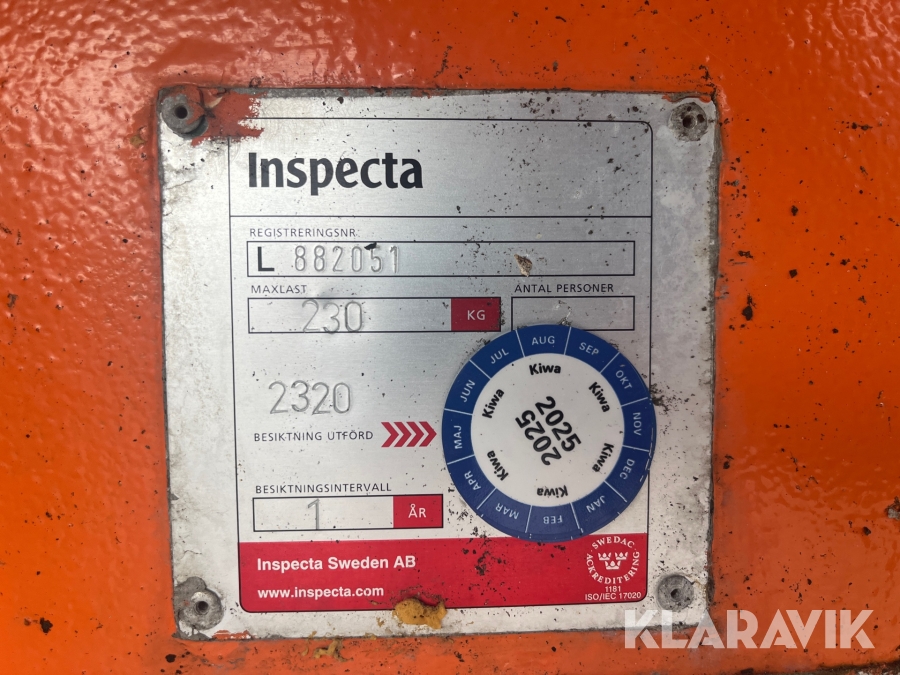 Inspecta
REGISTRERINGSNR.
L 882051
MAXLAST
ANTAL PERSONER
230 KG
2320
BESIKTNING UTFÖRD
BESIKTNINGSINTERVALL
1 ÅR
AUG SEP OKT NOV DEC JAN FEB MAR APR MAJ JUN JUL
Kiwa Kiwa Kiwa Kiwa Kiwa Kiwa
2025
2025
Inspecta Sweden AB
www.inspecta.com
SWEDAC
ACKREDITERING
1181
ISO/IEC 17020
KLARAVIK